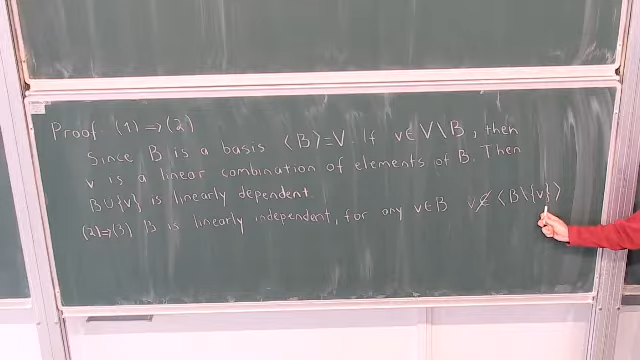 Proof. (1) ⇒ (2)
Since B is a basis ⟨B⟩=V. If v∈V\B, then
v is a linear combination of elements of B. Then
B∪{v} is linearly dependent.
(2)⇒(3) B is linearly independent, for any v∈B v∉⟨B\{v}⟩